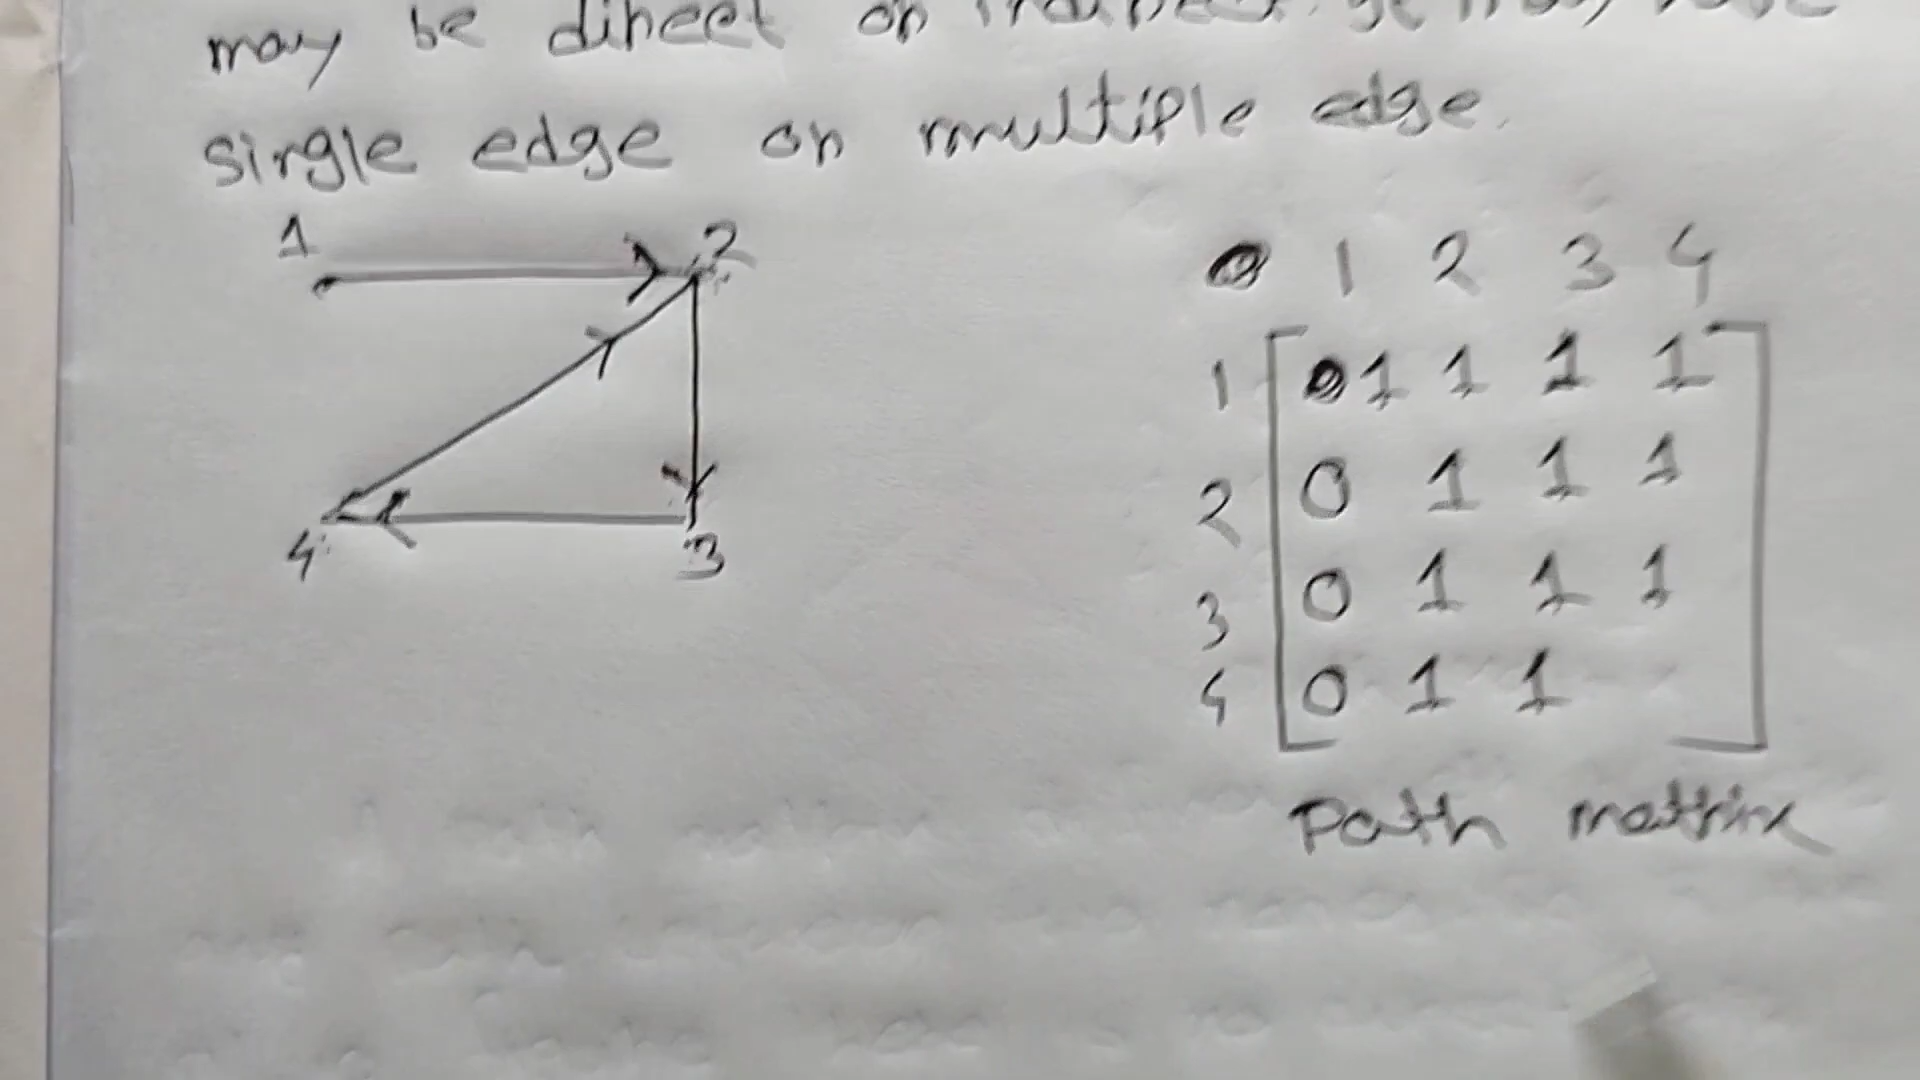 may be direct or
single edge or multiple edge.
1 2
4 3
1 2 3 4
1 1 1 1 1
2 0 1 1 1
3 0 1 1 1
4 0 1 1
Path matrix